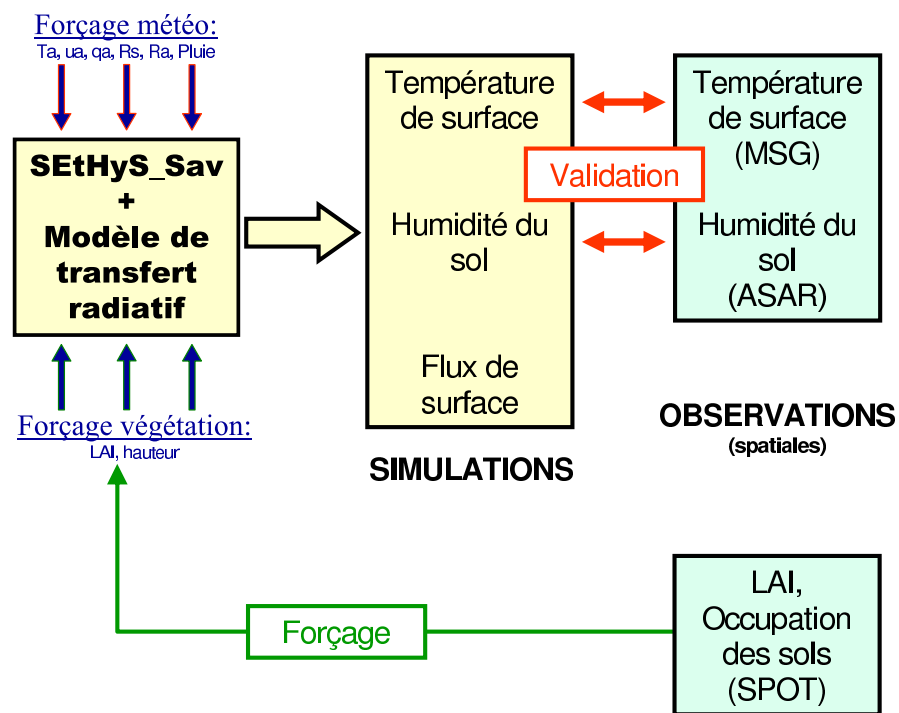 Forçage météo:
Ta, ua, qa, Rs, Ra, Pluie
SEtHyS_Sav
+
Modèle de
transfert
radiatif
Forçage végétation:
LAI, hauteur
Température
de surface
Humidité du
sol
Flux de
surface
SIMULATIONS
Validation
Température
de surface
(MSG)
Humidité du
sol
(ASAR)
OBSERVATIONS
(spatiales)
Forçage
LAI,
Occupation
des sols
(SPOT)